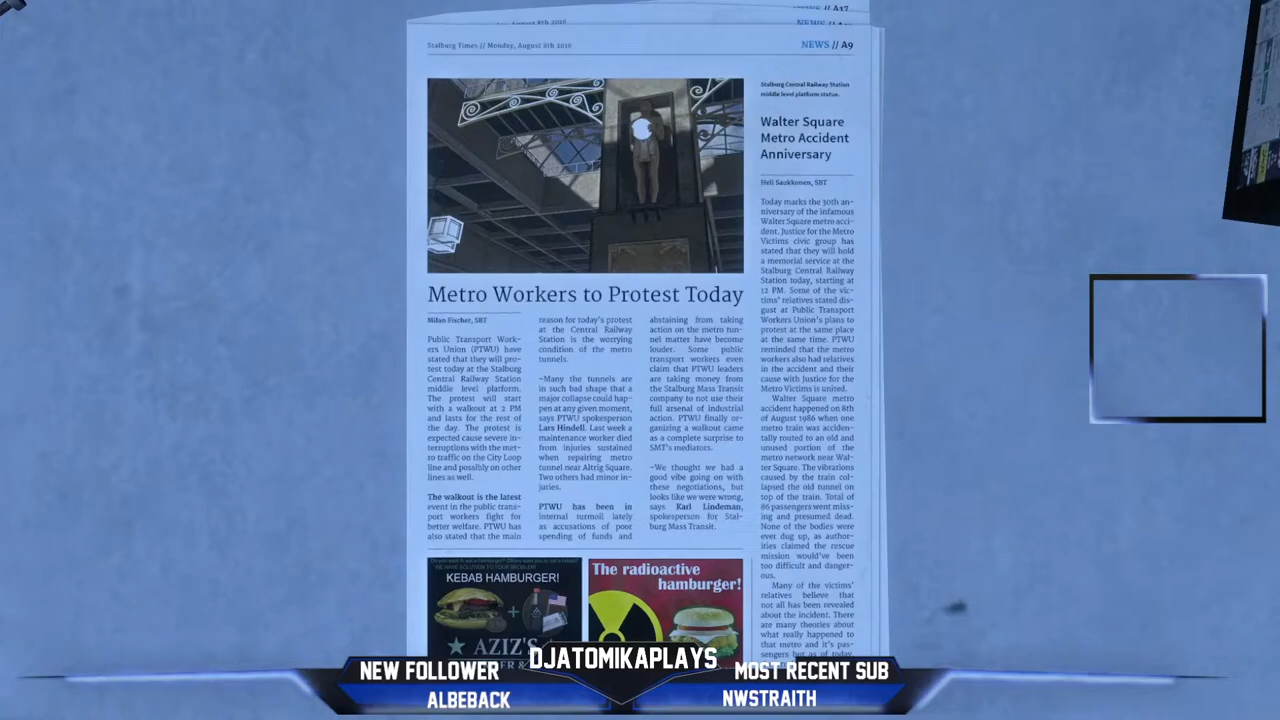 NEWS // A17
Stalburg Times // Monday, August 8th 2016
NEWS // A9
Stalburg Central Railway Station
middle level platform statue.
Walter Square
Metro Accident
Anniversary
Heli Saukkonen, SBT
Today marks the 30th an-
niversary of the infamous
Walter Square metro acci-
dent. Justice for the Metro
Victims civic group has
stated that they will hold
a memorial service at the
Stalburg Central Railway
Station today, starting at
12 PM. Some of the vic-
tims' relatives stated dis-
gust at Public Transport
Workers Union's plans to
protest at the same place
at the same time. PTWU
reminded that the metro
workers also had relatives
in the accident and their
cause with Justice for the
Metro Victims is united.
Walter Square metro
accident happened on 8th
of August 1986 when one
metro train was acciden-
tally routed to an old and
unused portion of the
metro network near Wal-
ter Square. The vibrations
caused by the train col-
lapsed the old tunnel on
top of the train. Total of
86 passengers went miss-
ing and presumed dead.
None of the bodies were
ever dug up, as author-
ities claimed the rescue
mission would've been
too difficult and danger-
ous.
Many of the victims'
relatives believe that
not all has been revealed
about the incident. There
are many theories about
what really happened to
that metro and it's pas-
sengers but as of today,
Metro Workers to Protest Today
Milan Fischer, SBT
Public Transport Work-
ers Union (PTWU) have
stated that they will pro-
test today at the Stalburg
Central Railway Station
middle level platform.
The protest will start
with a walkout at 2 PM
and lasts for the rest of
the day. The protest is
expected cause severe in-
terruptions with the met-
ro traffic on the City Loop
line and possibly on other
lines as well.
The walkout is the latest
event in the public trans-
port workers fight for
better welfare. PTWU has
also stated that the main
reason for today's protest
at the Central Railway
Station is the worrying
condition of the metro
tunnels.
-Many the tunnels are
in such bad shape that a
major collapse could hap-
pen at any given moment,
says PTWU spokesperson
Lars Hindell. Last week a
maintenance worker died
from injuries sustained
when repairing metro
tunnel near Altrig Square.
Two others had minor in-
juries.
PTWU has been in
internal turmoil lately
as accusations of poor
spending of funds and
abstaining from taking
action on the metro tun-
nel matter have become
louder. Some public
transport workers even
claim that PTWU leaders
are taking money from
the Stalburg Mass Transit
company to not use their
full arsenal of industrial
action. PTWU finally or-
ganizing a walkout came
as a complete surprise to
SMT's mediators.
-We thought we had a
good vibe going on with
these negotiations, but
looks like we were wrong,
says Karl Lindeman,
spokesperson for Stal-
burg Mass Transit.
KEBAB HAMBURGER!
AZIZ'S
The radioactive
hamburger!
NEW FOLLOWER
ALBEBACK
DJATOMIKAPLAYS
MOST RECENT SUB
NWSTRAITH